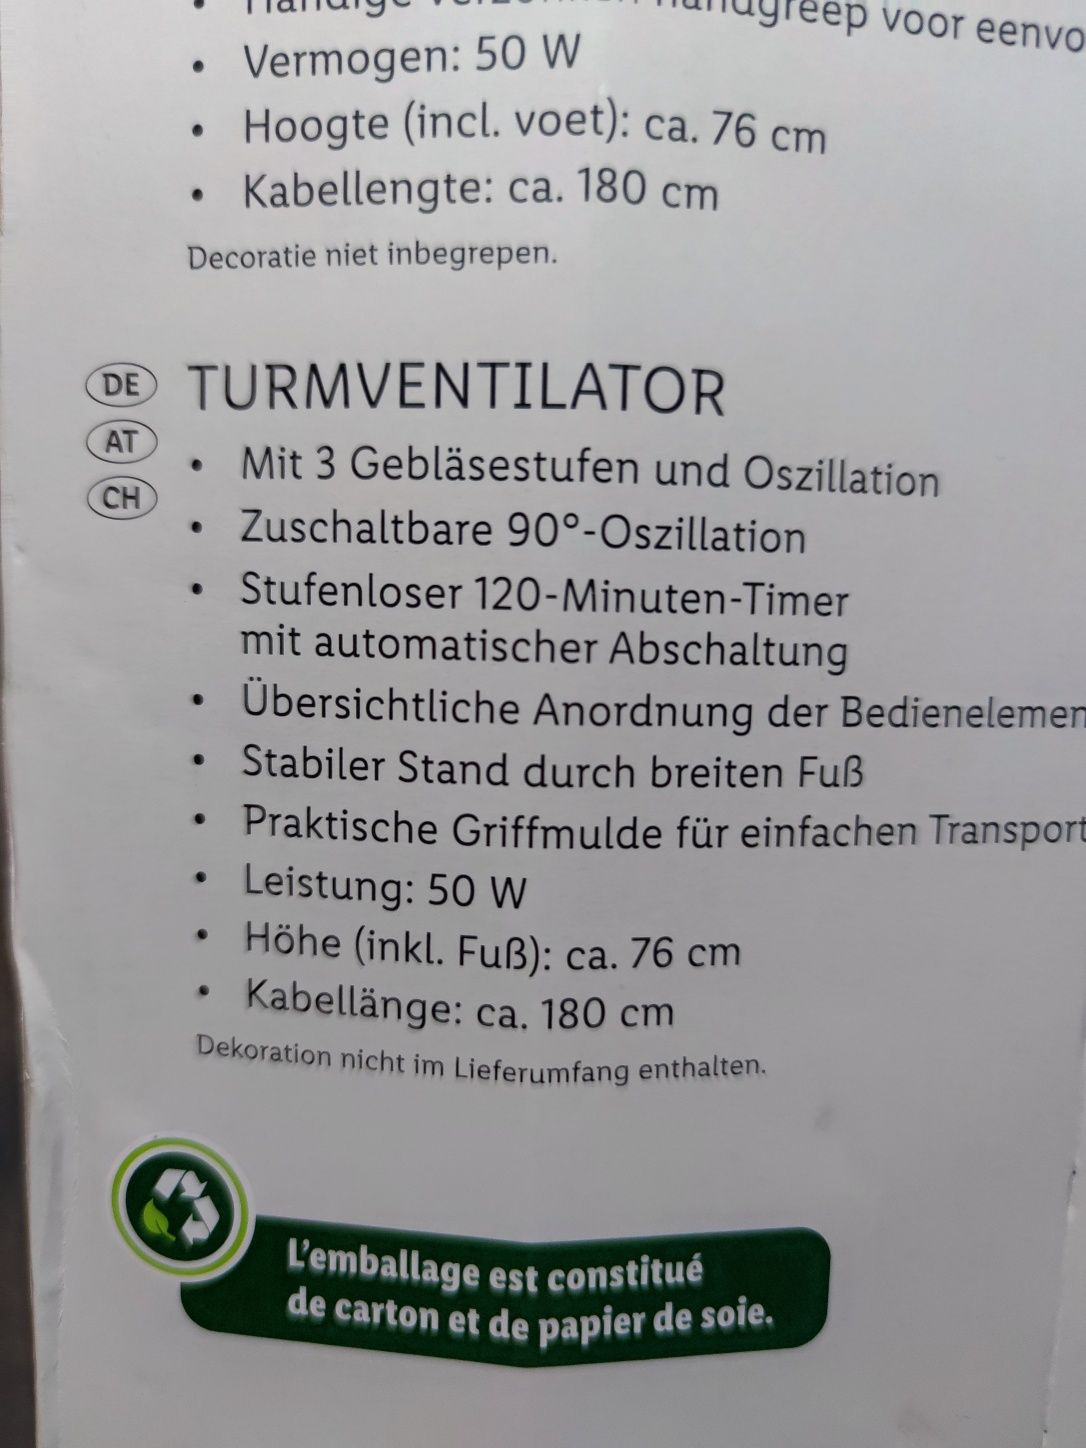 voor
• Vermogen: 50 W
• Hoogte (incl. voet): ca. 76 cm
• Kabellengte: ca. 180 cm
Decoratie niet inbegrepen.
DE TURMVENTILATOR
AT
CH
• Mit 3 Gebläsestufen und Oszillation
• Zuschaltbare 90°-Oszillation
• Stufenloser 120-Minuten-Timer
mit automatischer Abschaltung
• Übersichtliche Anordnung der Bedienelemen
• Stabiler Stand durch breiten Fuß
• Praktische Griffmulde für einfachen Transport
• Leistung: 50 W
• Höhe (inkl. Fuß): ca. 76 cm
• Kabellänge: ca. 180 cm
Dekoration nicht im Lieferumfang enthalten.
L'emballage est constitué
de carton et de papier de soie.